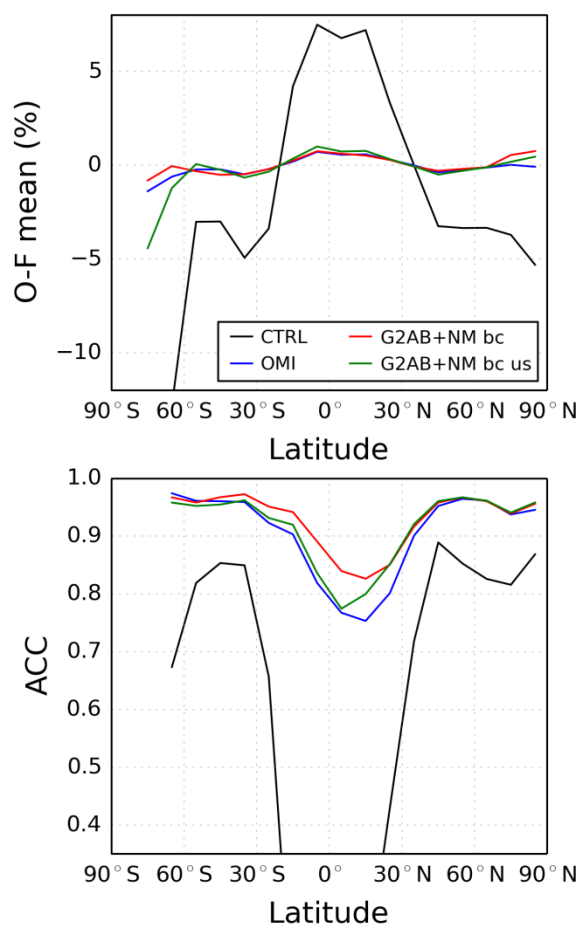 O-F mean (%)
5
0
−5
−10
CTRL
OMI
G2AB+NM bc
G2AB+NM bc us
90°S 60°S 30°S 0° 30°N 60°N 90°N
Latitude
ACC
1.0
0.9
0.8
0.7
0.6
0.5
0.4
90°S 60°S 30°S 0° 30°N 60°N 90°N
Latitude